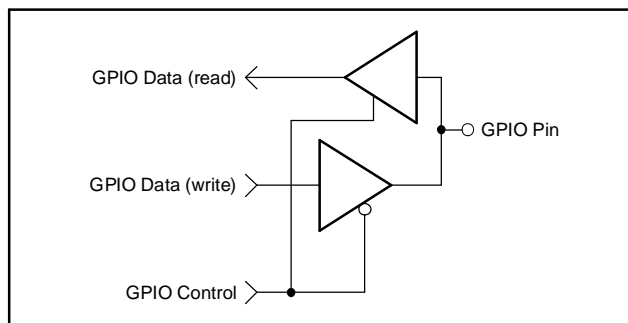 GPIO Data (read)
GPIO Pin
GPIO Data (write)
GPIO Control